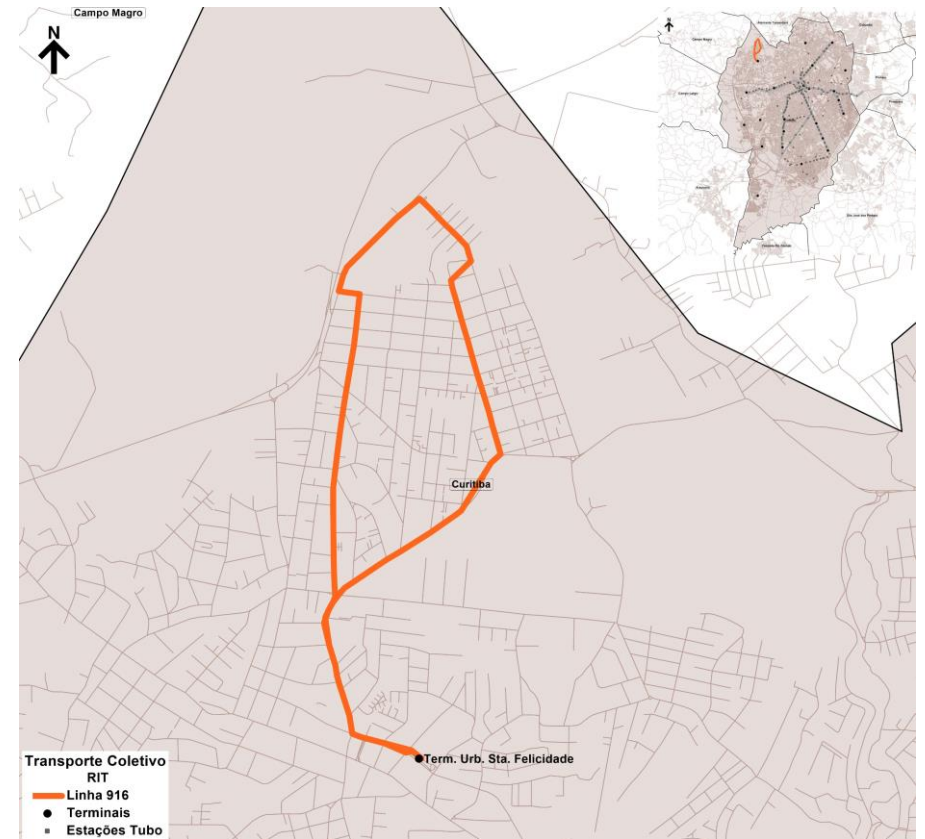 Campo Magro
N
N
Curitiba
Term. Urb. Sta. Felicidade
Transporte Coletivo
RIT
Linha 916
Terminais
Estações Tubo